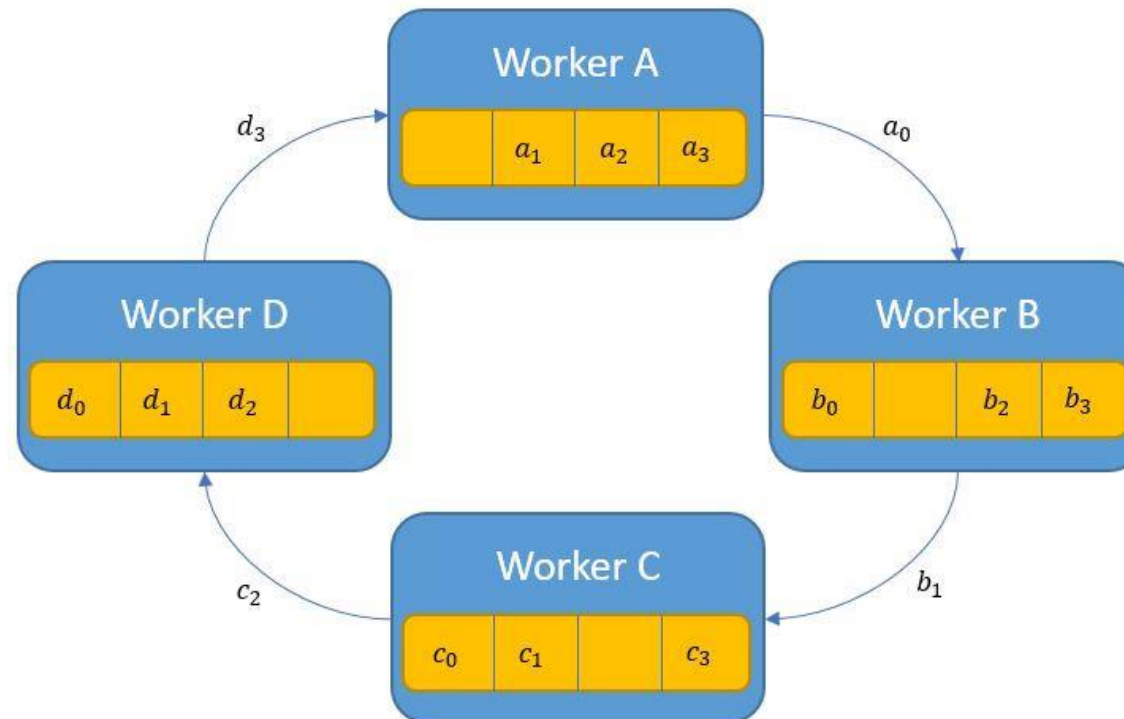 Worker A
d₃
a₀
a₁ a₂ a₃
Worker D
Worker B
d₀ d₁ d₂
b₀ b₂ b₃
Worker C
c₂
b₁
c₀ c₁ c₃